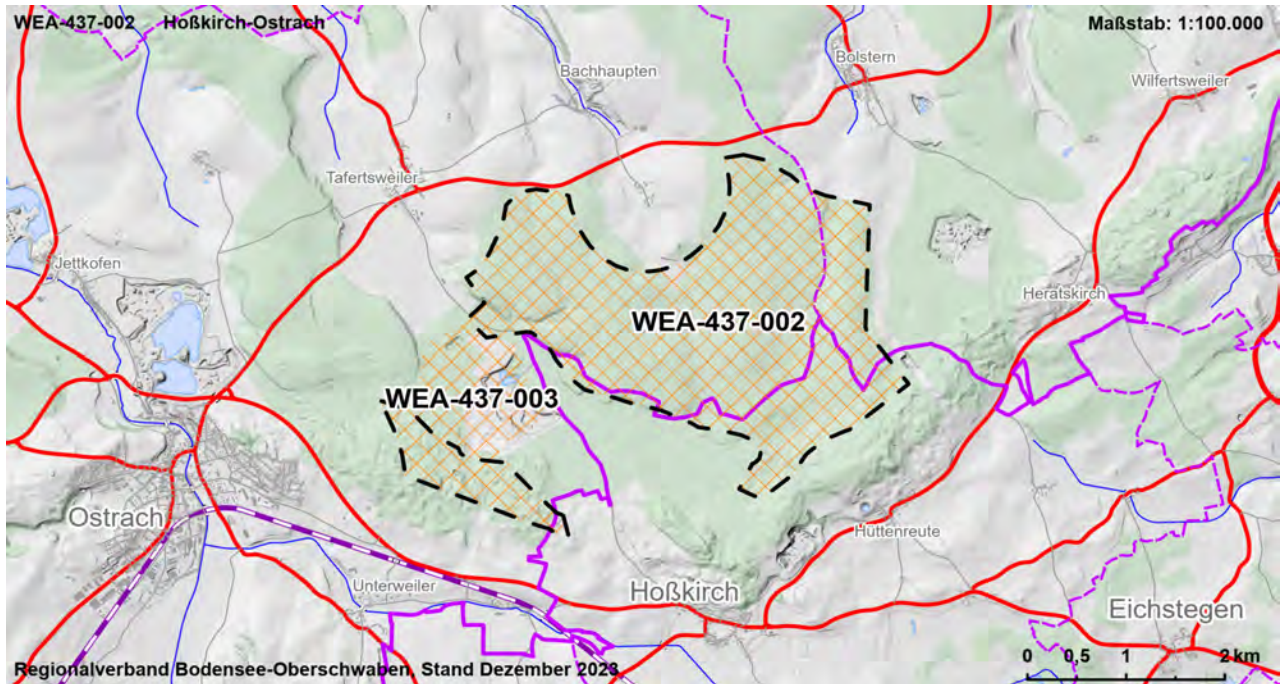 WEA-437-002 Hoßkirch-Ostrach
Maßstab: 1:100.000
Bolstern
Bachhaupten
Wilfertsweiler
Tafertsweiler
Jettkofen
Heratskirch
WEA-437-002
WEA-437-003
Ostrach
Hüttenreute
Unterweiler
Hoßkirch
Eichstegen
0 0,5 1 2 km
Regionalverband Bodensee-Oberschwaben, Stand Dezember 2023